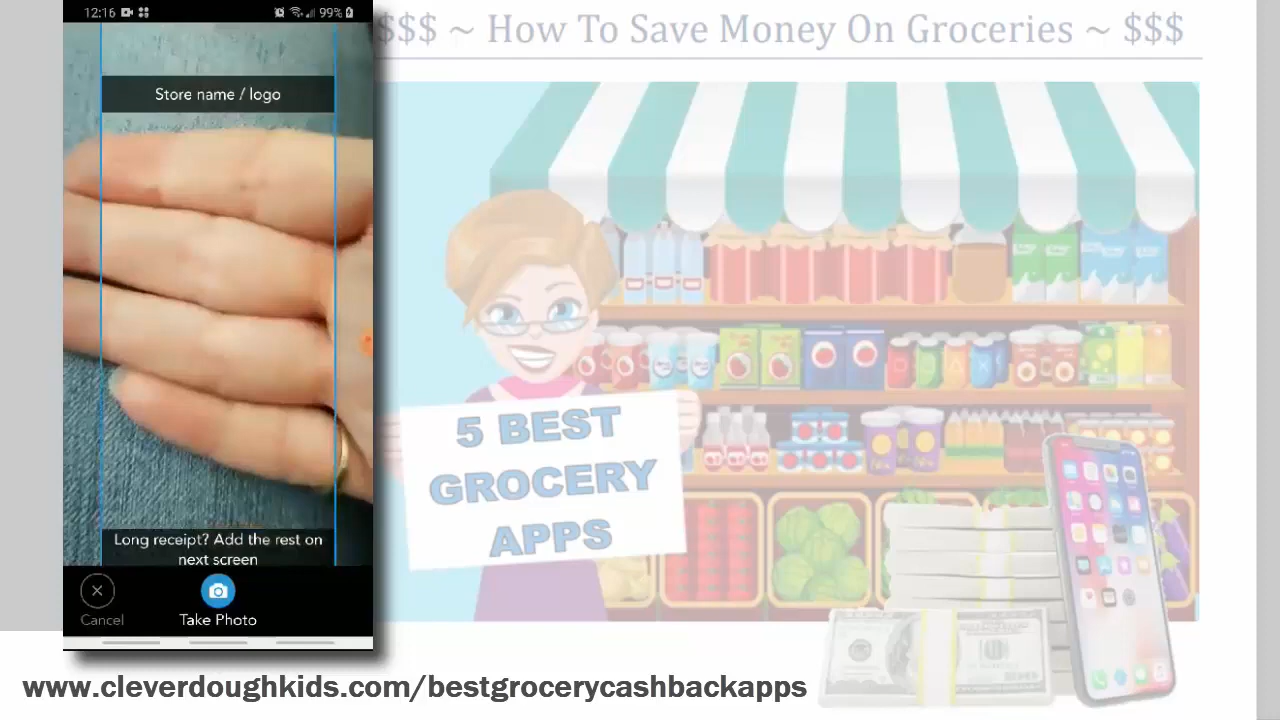 12:16
99%
$$$ ~ How To Save Money On Groceries ~ $$$
Store name / logo
5 BEST
GROCERY
APPS
Long receipt? Add the rest on
next screen
Cancel
Take Photo
www.cleverdoughkids.com/bestgrocerycashbackapps